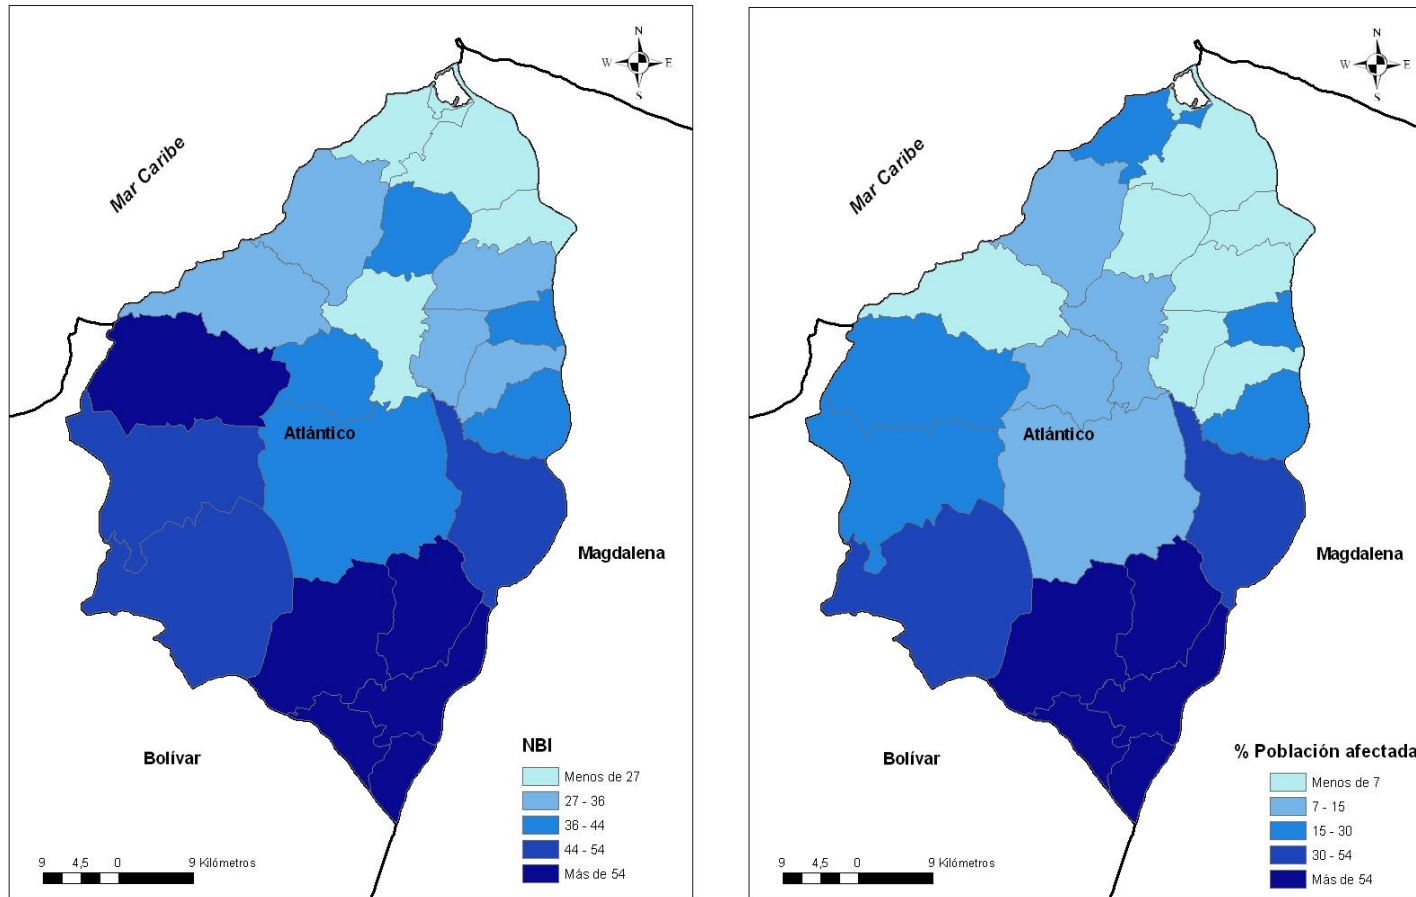 N
W E
S
Mar Caribe
Atlántico
Magdalena
Bolívar
NBI
Menos de 27
27 - 36
36 - 44
44 - 54
Más de 54
9 4,5 0 9 Kilómetros
N
W E
S
Mar Caribe
Atlántico
Magdalena
Bolívar
% Población afectada
Menos de 7
7 - 15
15 - 30
30 - 54
Más de 54
9 4,5 0 9 Kilómetros